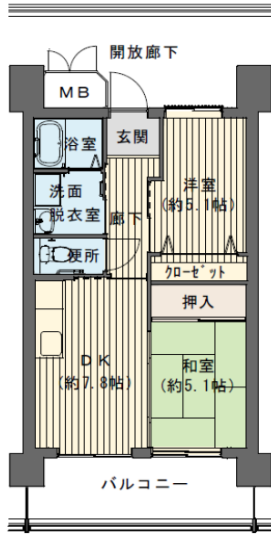 開放廊下
MB
浴室
玄関
洋室
(約5.1帖)
洗面
脱衣室
廊下
便所
クローゼット
押入
DK
(約7.8帖)
和室
(約5.1帖)
バルコニー